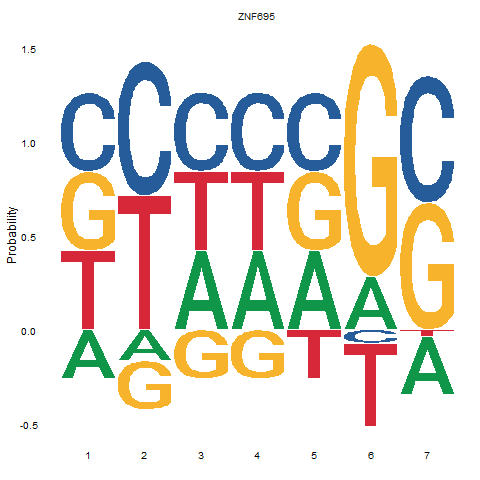 ZNF695
1.5
1.0
0.5
0.0
-0.5
Probability
C C C C C G C
G T T T G A G
T A A A A C T
A G G G T T A
1 2 3 4 5 6 7